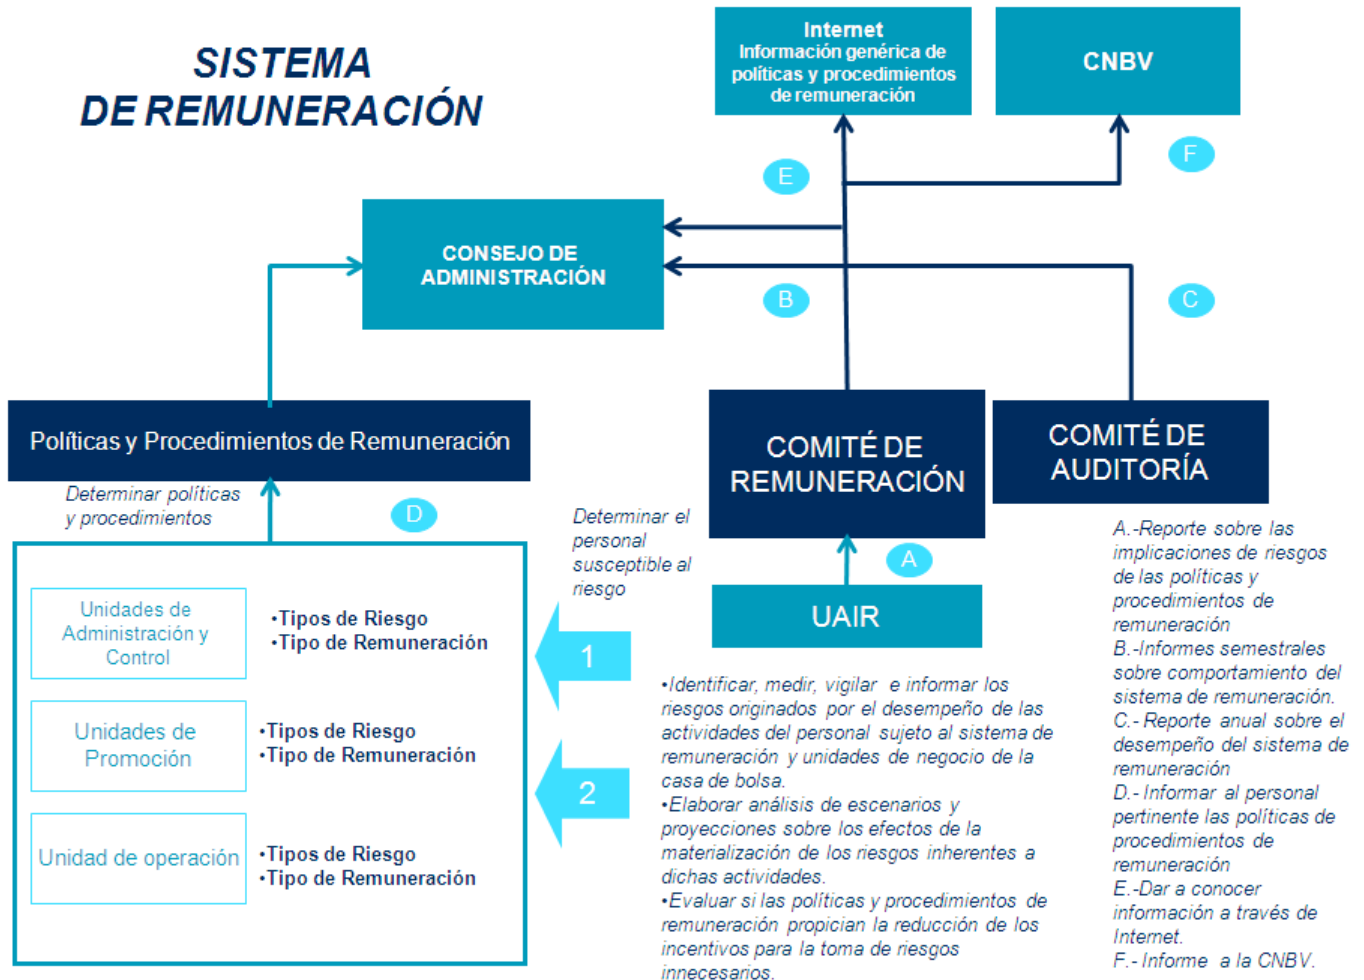 SISTEMA
DE REMUNERACIÓN
Internet
Información genérica de
políticas y procedimientos
de remuneración
CNBV
E
F
CONSEJO DE
ADMINISTRACIÓN
B
C
Políticas y Procedimientos de Remuneración
COMITÉ DE
REMUNERACIÓN
COMITÉ DE
AUDITORÍA
Determinar políticas
y procedimientos
D
Determinar el
personal
susceptible al
riesgo
A
UAIR
Unidades de
Administración y
Control
•Tipos de Riesgo
•Tipo de Remuneración
1
Unidades de
Promoción
•Tipos de Riesgo
•Tipo de Remuneración
2
Unidad de operación
•Tipos de Riesgo
•Tipo de Remuneración
•Identificar, medir, vigilar e informar los
riesgos originados por el desempeño de las
actividades del personal sujeto al sistema de
remuneración y unidades de negocio de la
casa de bolsa.
•Elaborar análisis de escenarios y
proyecciones sobre los efectos de la
materialización de los riesgos inherentes a
dichas actividades.
•Evaluar si las políticas y procedimientos de
remuneración propician la reducción de los
incentivos para la toma de riesgos
innecesarios.
A.-Reporte sobre las
implicaciones de riesgos
de las políticas y
procedimientos de
remuneración
B.-Informes semestrales
sobre comportamiento del
sistema de remuneración.
C.- Reporte anual sobre el
desempeño del sistema de
remuneración
D.- Informar al personal
pertinente las políticas de
procedimientos de
remuneración
E.-Dar a conocer
información a través de
Internet.
F.- Informe a la CNBV.